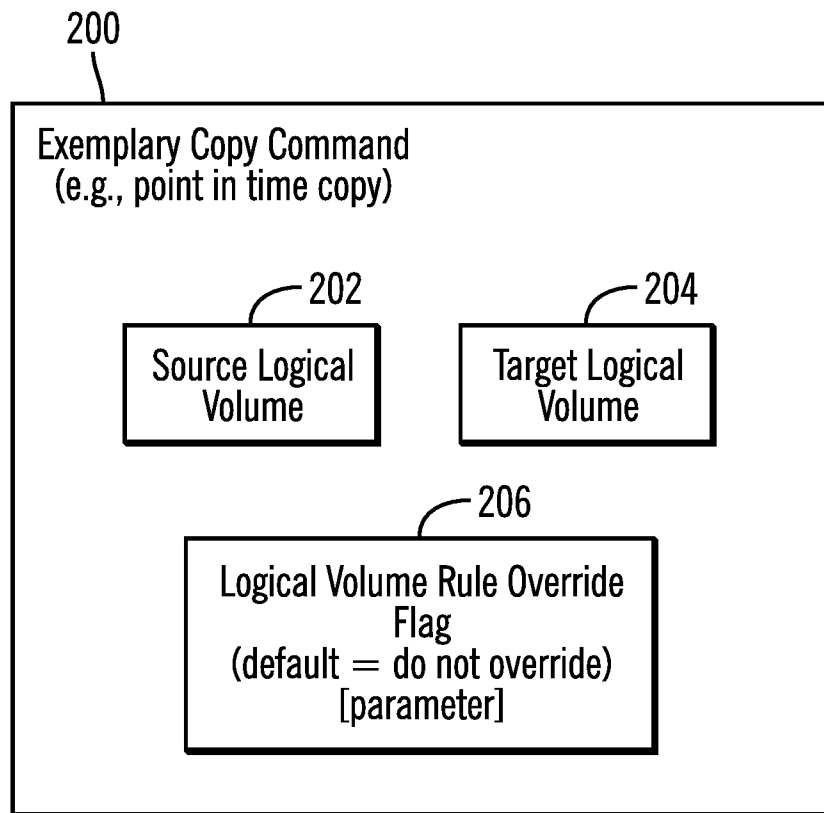 200
Exemplary Copy Command
(e.g., point in time copy)
202
204
Source Logical
Volume
Target Logical
Volume
206
Logical Volume Rule Override
Flag
(default = do not override)
[parameter]